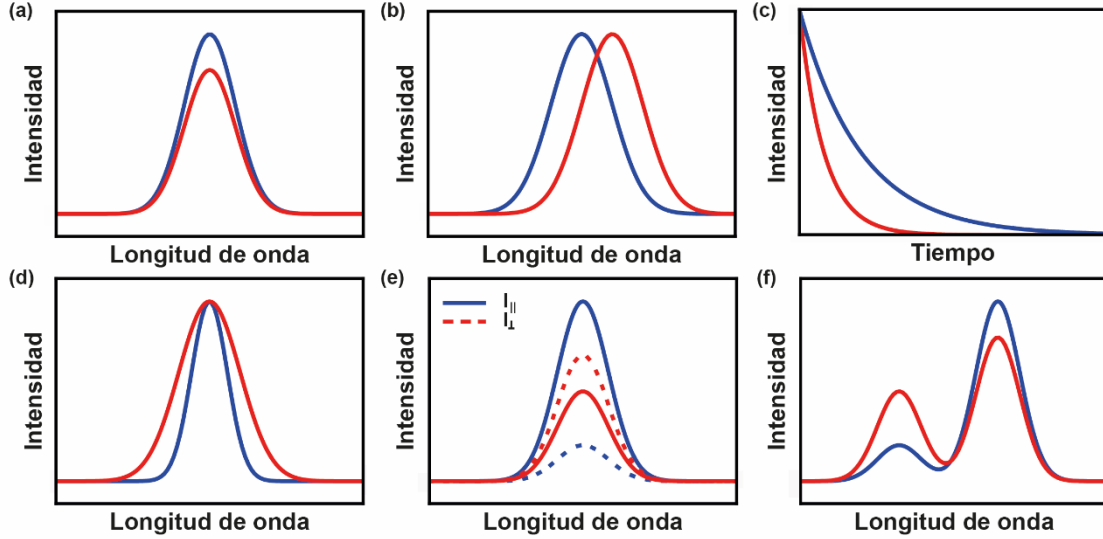 (a)
Intensidad
Longitud de onda
(b)
Intensidad
Longitud de onda
(c)
Intensidad
Tiempo
(d)
Intensidad
Longitud de onda
(e)
I||
I⊥
Intensidad
Longitud de onda
(f)
Intensidad
Longitud de onda